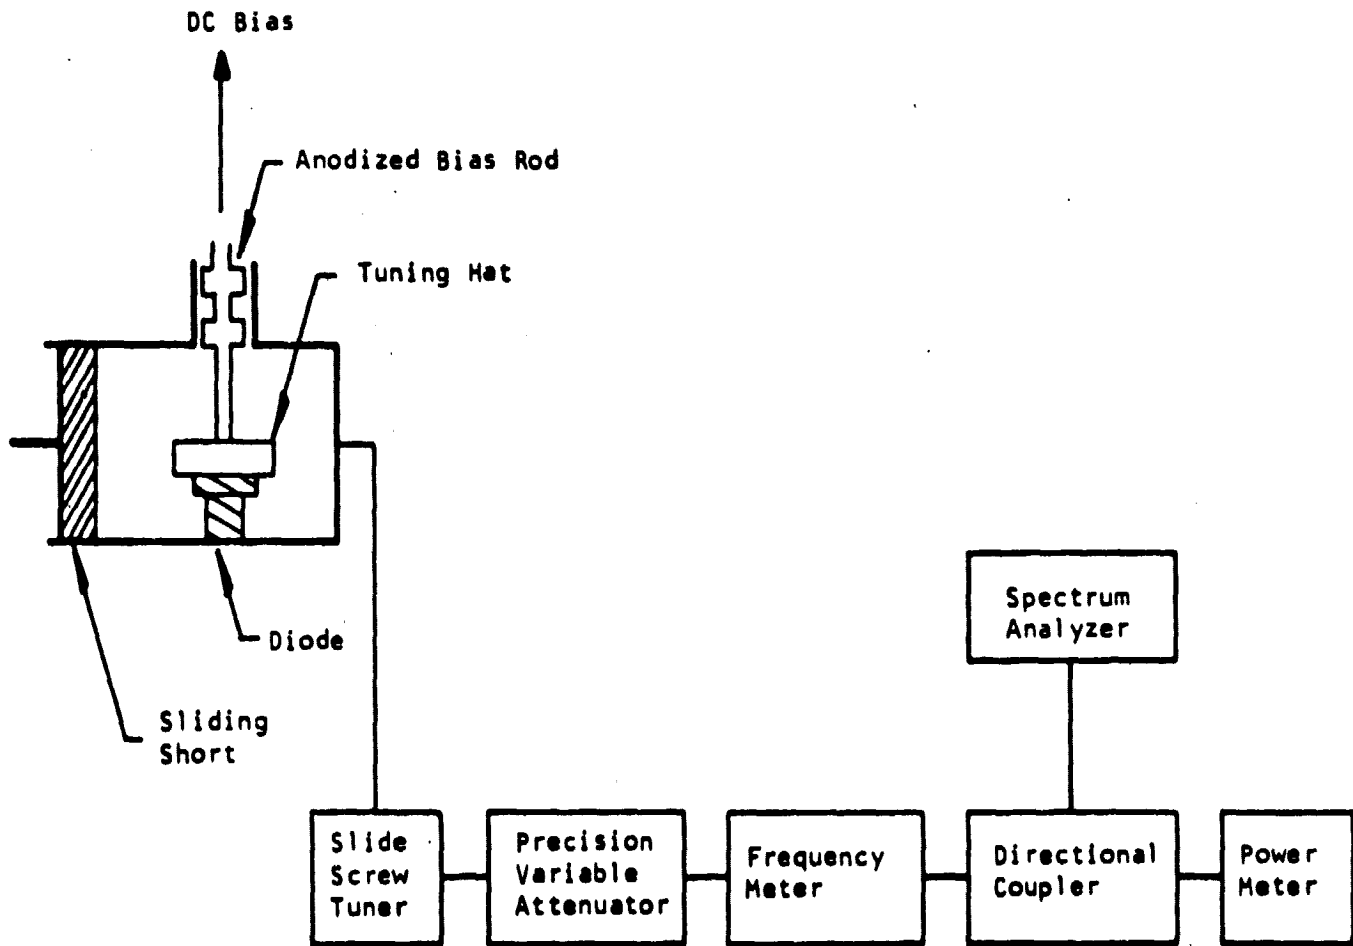 DC Bias
Anodized Bias Rod
Tuning Hat
Diode
Sliding
Short
Spectrum
Analyzer
Slide
Screw
Tuner
Precision
Variable
Attenuator
Frequency
Meter
Directional
Coupler
Power
Meter